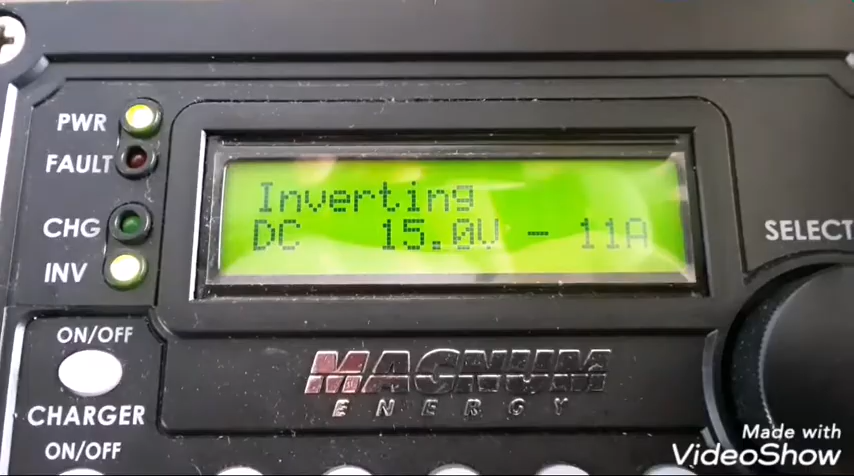 PWR
FAULT
CHG
INV
Inverting
DC 15.0V - 11A
SELECT
ON/OFF
CHARGER
ON/OFF
MAGNUM
ENERGY
Made with
VideoShow